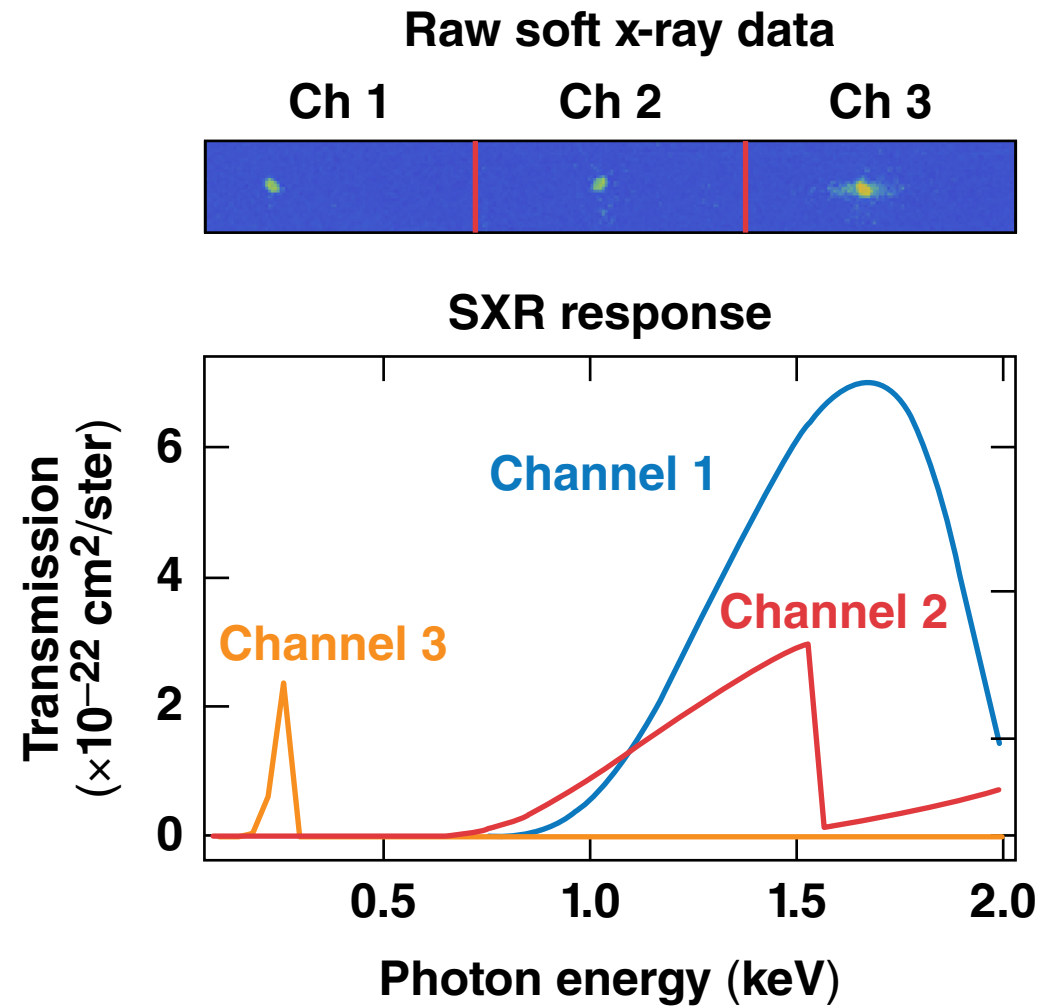 Raw soft x-ray data
Ch 1 Ch 2 Ch 3
SXR response
Transmission
(×10–22 cm2/ster)
6
4
2
0
Channel 1
Channel 2
Channel 3
0.5 1.0 1.5 2.0
Photon energy (keV)